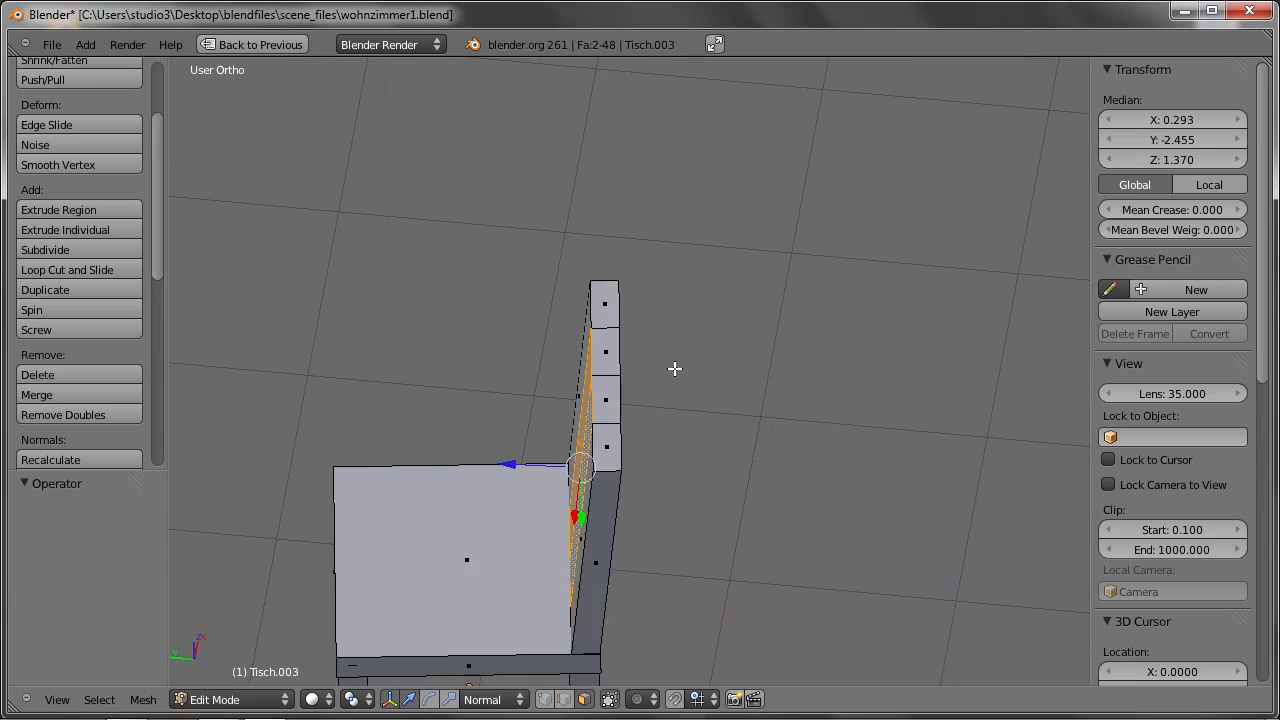 Blender* [C:\Users\studio3\Desktop\blendfiles\scene_files\wohnzimmer1.blend]
File Add Render Help Back to Previous Blender Render blender.org 261 | Fa:2-48 | Tisch.003
Shrink/Fatten
Push/Pull
Deform:
Edge Slide
Noise
Smooth Vertex
Add:
Extrude Region
Extrude Individual
Subdivide
Loop Cut and Slide
Duplicate
Spin
Screw
Remove:
Delete
Merge
Remove Doubles
Normals:
Recalculate
Operator
User Ortho
(1) Tisch.003
Transform
Median:
X: 0.293
Y: -2.455
Z: 1.370
Global Local
Mean Crease: 0.000
Mean Bevel Weig: 0.000
Grease Pencil
New
New Layer
Delete Frame Convert
View
Lens: 35.000
Lock to Object:
Lock to Cursor
Lock Camera to View
Clip:
Start: 0.100
End: 1000.000
Local Camera:
Camera
3D Cursor
Location:
X: 0.0000
View Select Mesh Edit Mode Normal